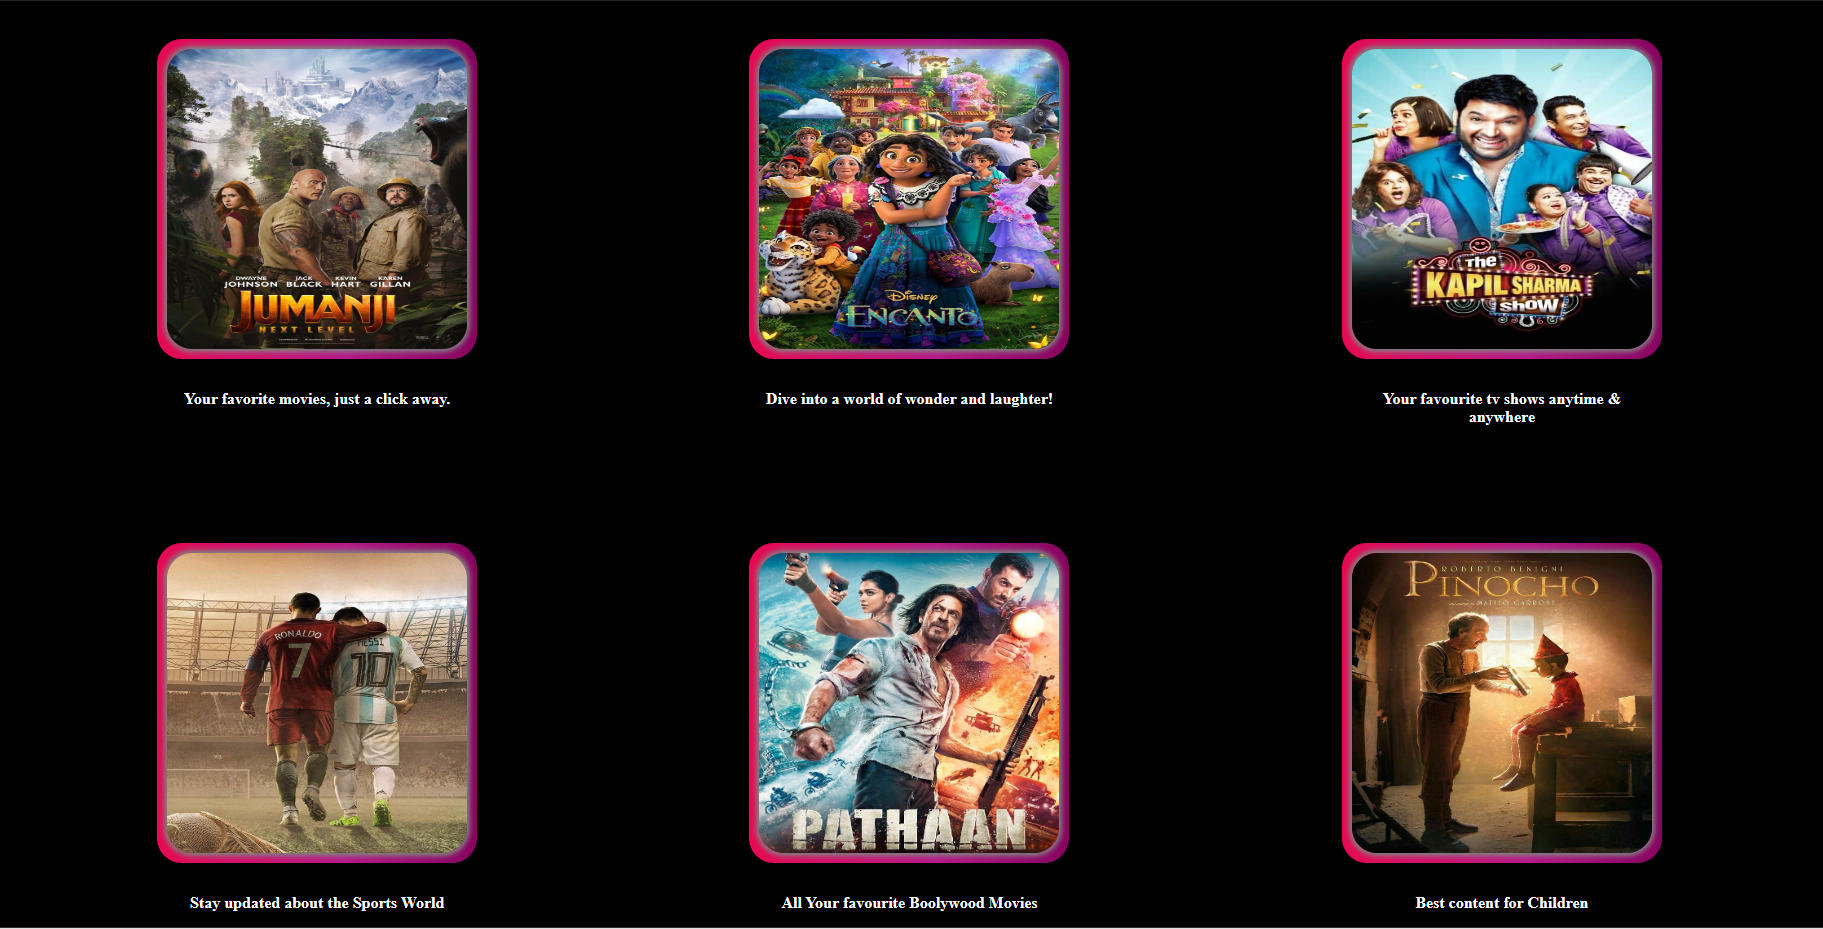 DWAYNE JACK KEVIN KAREN
JOHNSON BLACK HART GILLAN
JUMANJI
NEXT LEVEL
Your favorite movies, just a click away.
Disney
ENCANTO
Dive into a world of wonder and laughter!
The
KAPIL SHARMA
SHOW
Your favourite tv shows anytime &
anywhere
RONALDO
7
MESSI
10
Stay updated about the Sports World
PATHAAN
All Your favourite Boolywood Movies
ROBERTO BENIGNI
PINOCHO
MATTEO GARRONE
Best content for Children